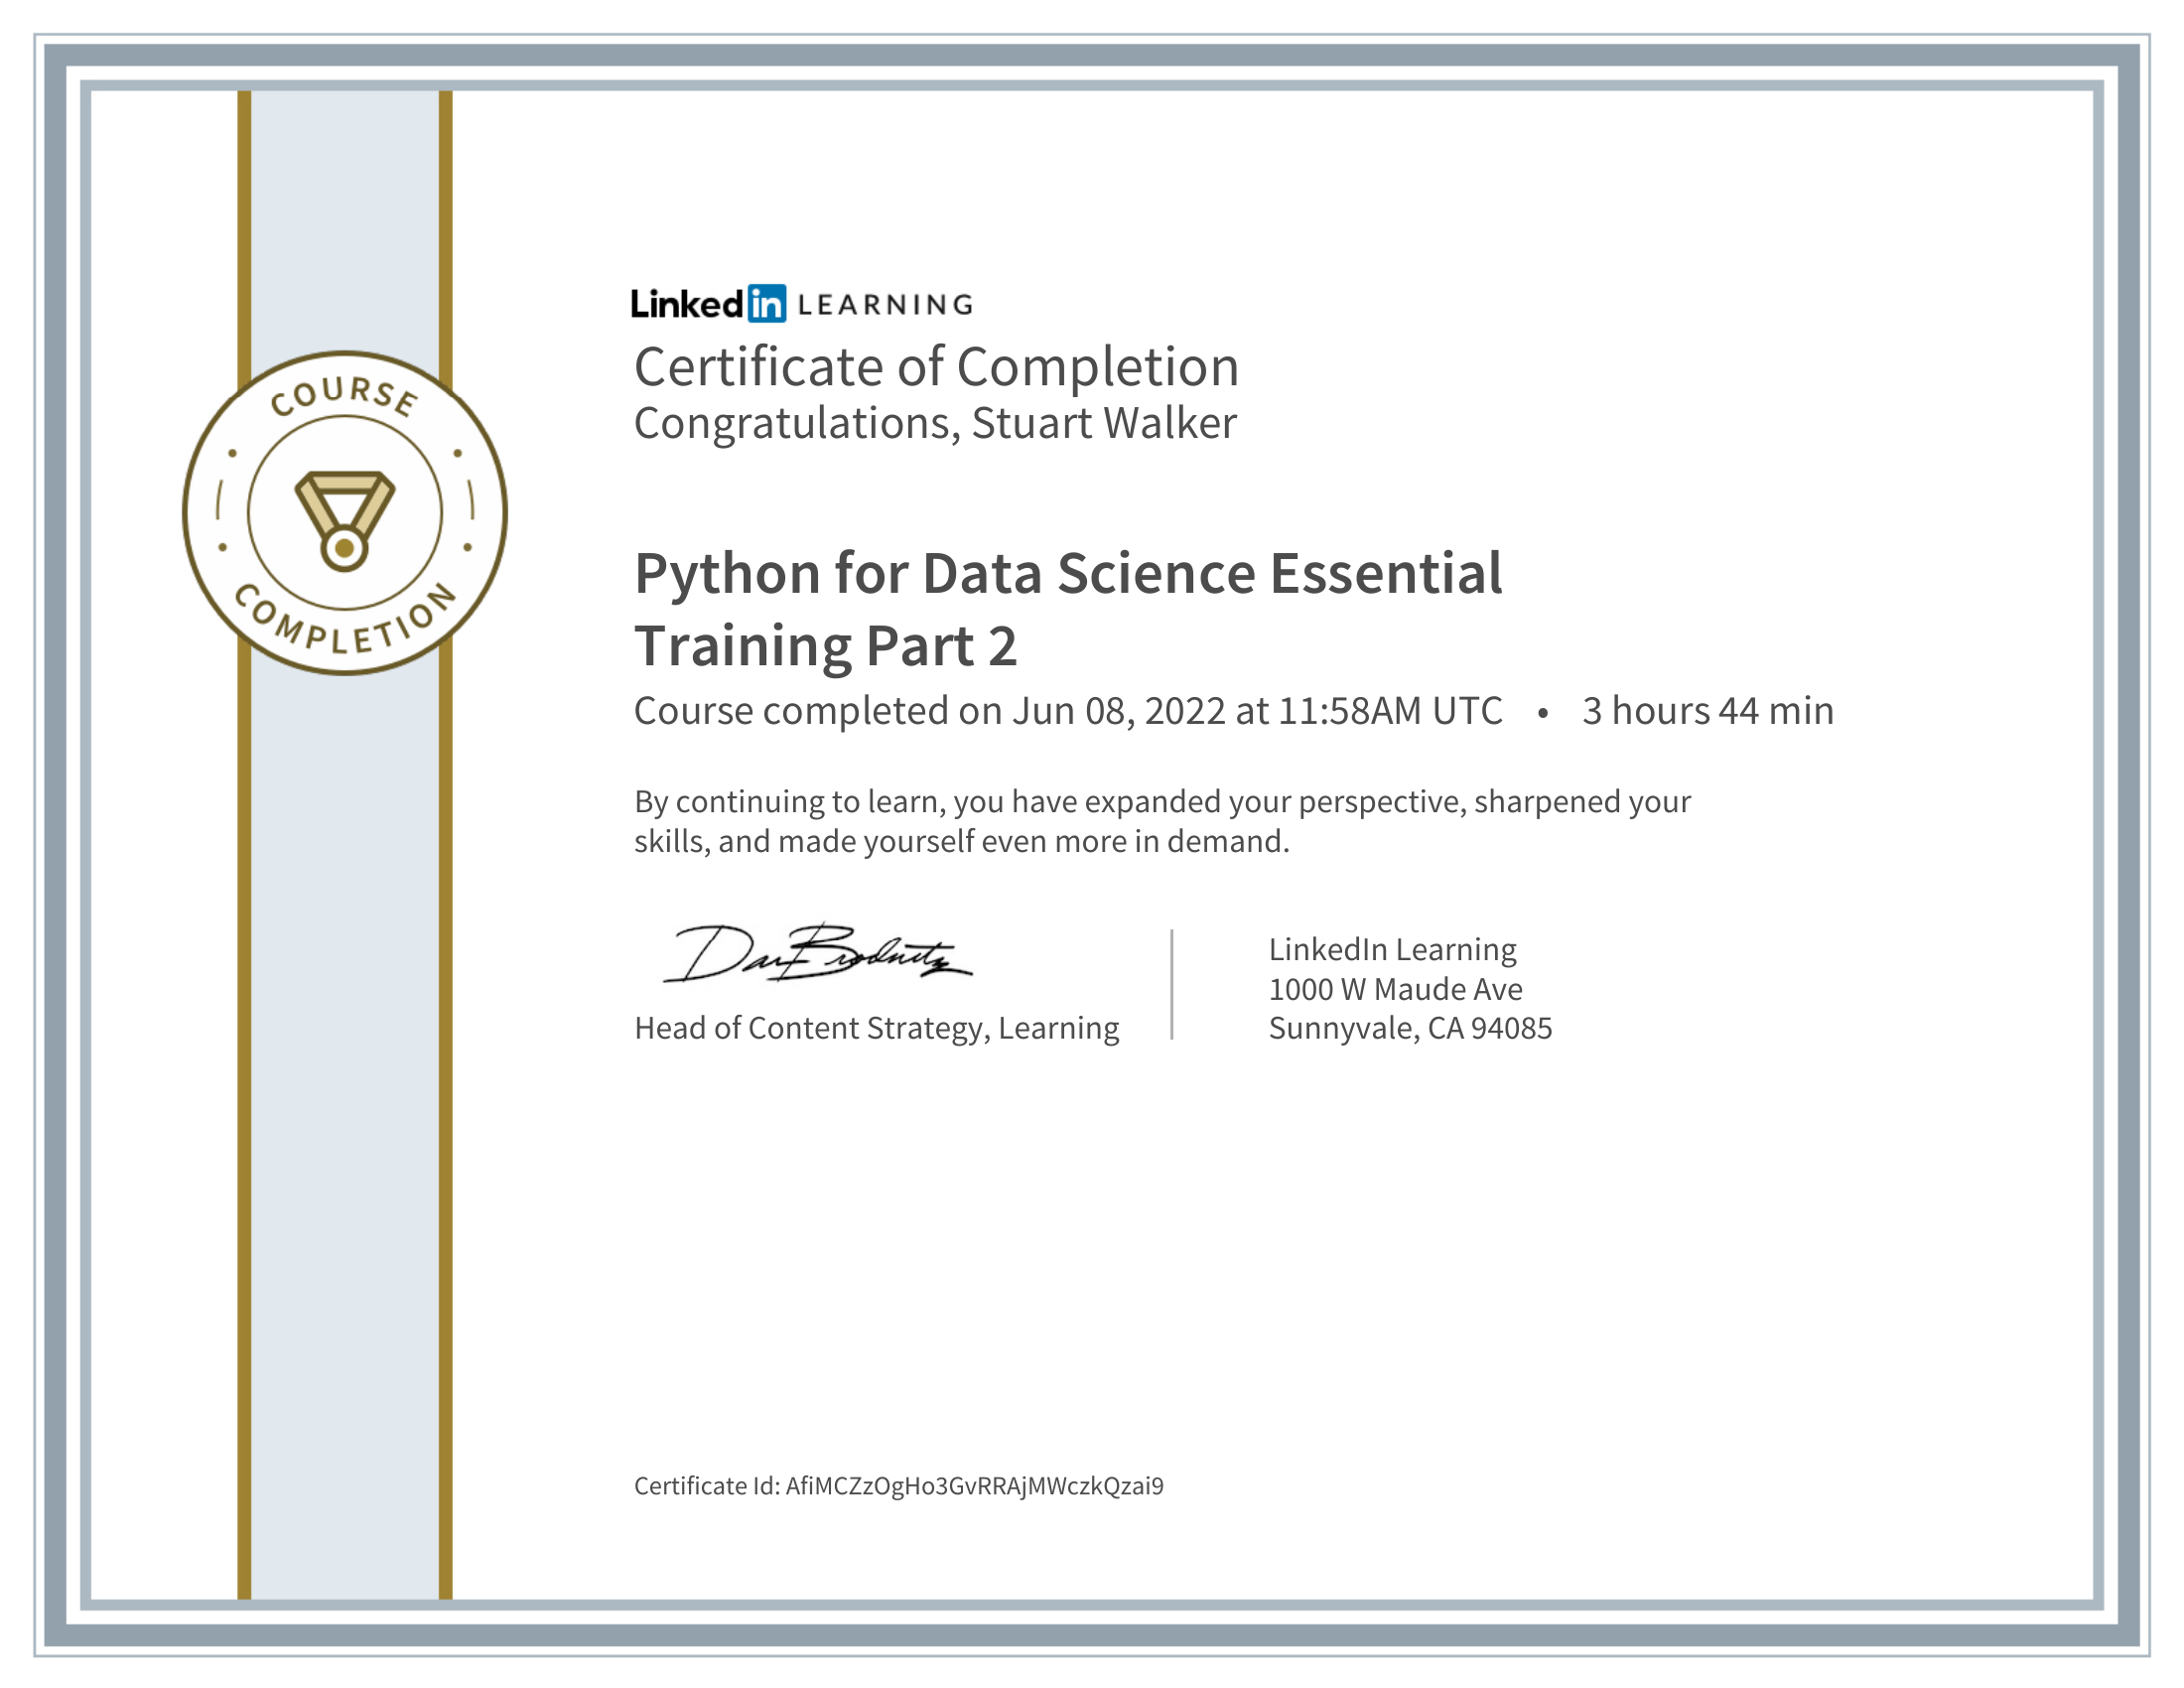 LinkedIn LEARNING
Certificate of Completion
Congratulations, Stuart Walker
COURSE
COMPLETION
Python for Data Science Essential
Training Part 2
Course completed on Jun 08, 2022 at 11:58AM UTC • 3 hours 44 min
By continuing to learn, you have expanded your perspective, sharpened your
skills, and made yourself even more in demand.
Dan Brodnitz
Head of Content Strategy, Learning
LinkedIn Learning
1000 W Maude Ave
Sunnyvale, CA 94085
Certificate Id: AfiMCZzOgHo3GvRRAjMWczkQzai9